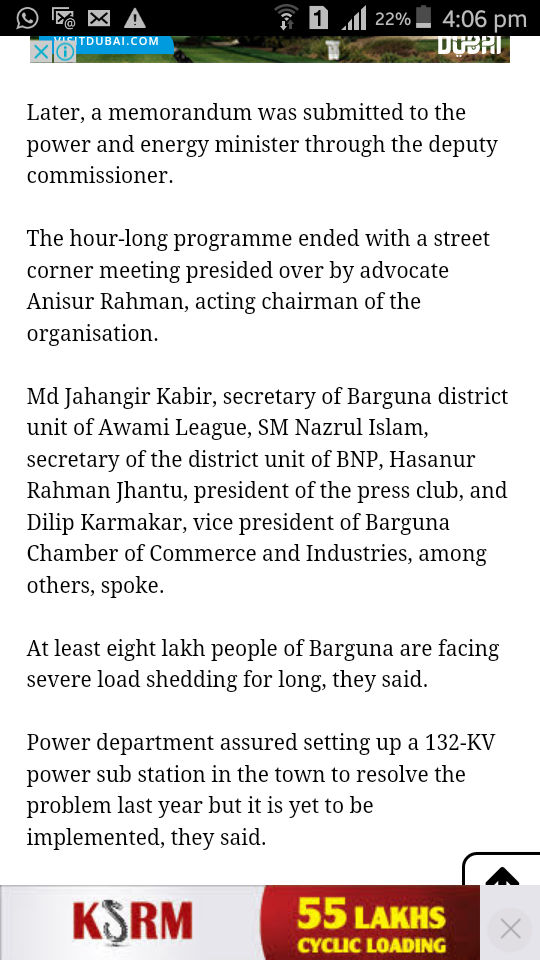 1 22% 4:06 pm
VISITDUBAI.COM
DUBAI
Later, a memorandum was submitted to the
power and energy minister through the deputy
commissioner.
The hour-long programme ended with a street
corner meeting presided over by advocate
Anisur Rahman, acting chairman of the
organisation.
Md Jahangir Kabir, secretary of Barguna district
unit of Awami League, SM Nazrul Islam,
secretary of the district unit of BNP, Hasanur
Rahman Jhantu, president of the press club, and
Dilip Karmakar, vice president of Barguna
Chamber of Commerce and Industries, among
others, spoke.
At least eight lakh people of Barguna are facing
severe load shedding for long, they said.
Power department assured setting up a 132-KV
power sub station in the town to resolve the
problem last year but it is yet to be
implemented, they said.
KSRM
55 LAKHS
CYCLIC LOADING